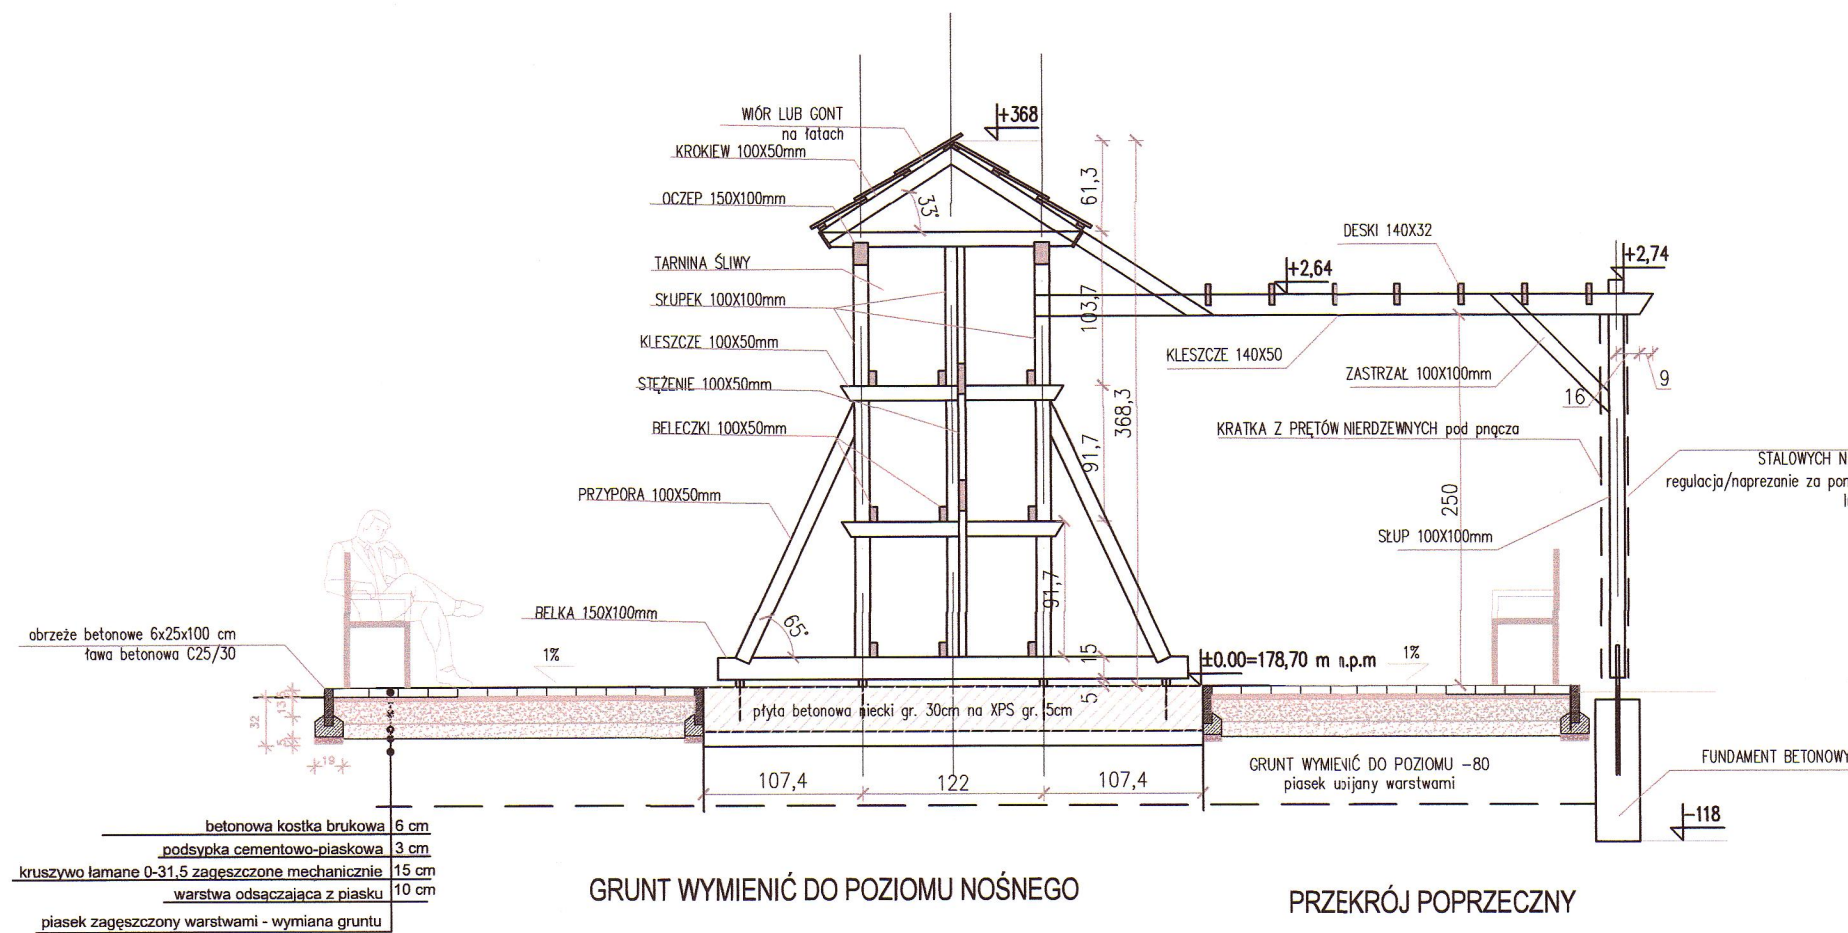 WIÓR LUB GONT
na łatach
KROKIEW 100X50mm
OCZEP 150X100mm
TARNINA ŚLIWY
SŁUPEK 100X100mm
KLESZCZE 100X50mm
STĘŻENIE 100X50mm
BELECZKI 100X50mm
PRZYPORA 100X50mm
BELKA 150X100mm
obrzeże betonowe 6x25x100 cm
ława betonowa C25/30
1%
33°
65°
+368
61,3
103,7
91,7
91,7
368,3
15
5
DESKI 140X32
+2,64
+2,74
KLESZCZE 140X50
ZASTRZAŁ 100X100mm
16
9
KRATKA Z PRĘTÓW NIERDZEWNYCH pod pnącza
STALOWYCH N
regulacja/naprezanie za por
250
SŁUP 100X100mm
±0.00=178,70 m n.p.m
1%
płyta betonowa niecki gr. 30cm na XPS gr. 5cm
32
13
5
19
107,4
122
107,4
GRUNT WYMIENIĆ DO POZIOMU -80
piasek ubijany warstwami
FUNDAMENT BETONOWY
-118
betonowa kostka brukowa 6 cm
podsypka cementowo-piaskowa 3 cm
kruszywo łamane 0-31,5 zagęszczone mechanicznie 15 cm
warstwa odsączająca z piasku 10 cm
piasek zagęszczony warstwami - wymiana gruntu
GRUNT WYMIENIĆ DO POZIOMU NOŚNEGO
PRZEKRÓJ POPRZECZNY